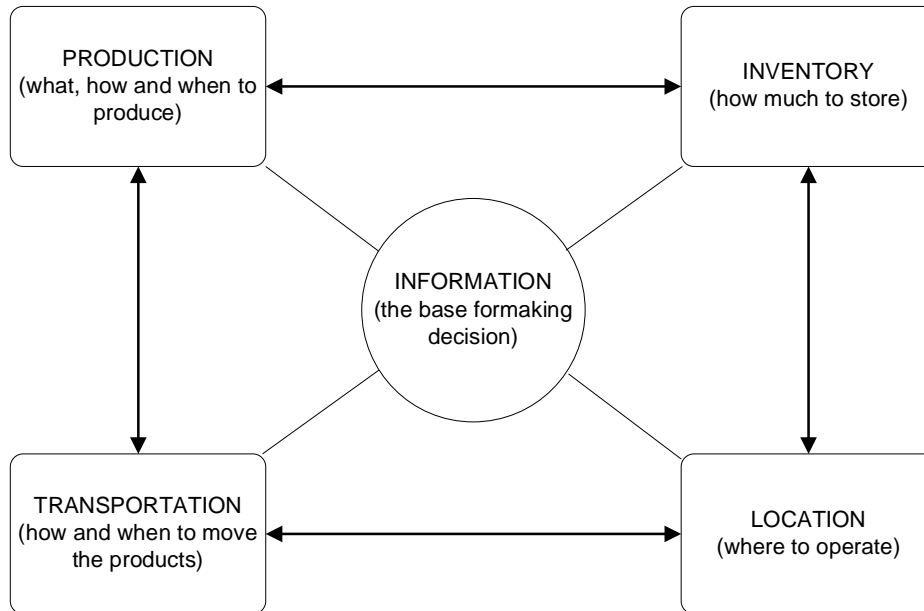 PRODUCTION
(what, how and when to
produce)
INVENTORY
(how much to store)
INFORMATION
(the base formaking
decision)
TRANSPORTATION
(how and when to move
the products)
LOCATION
(where to operate)